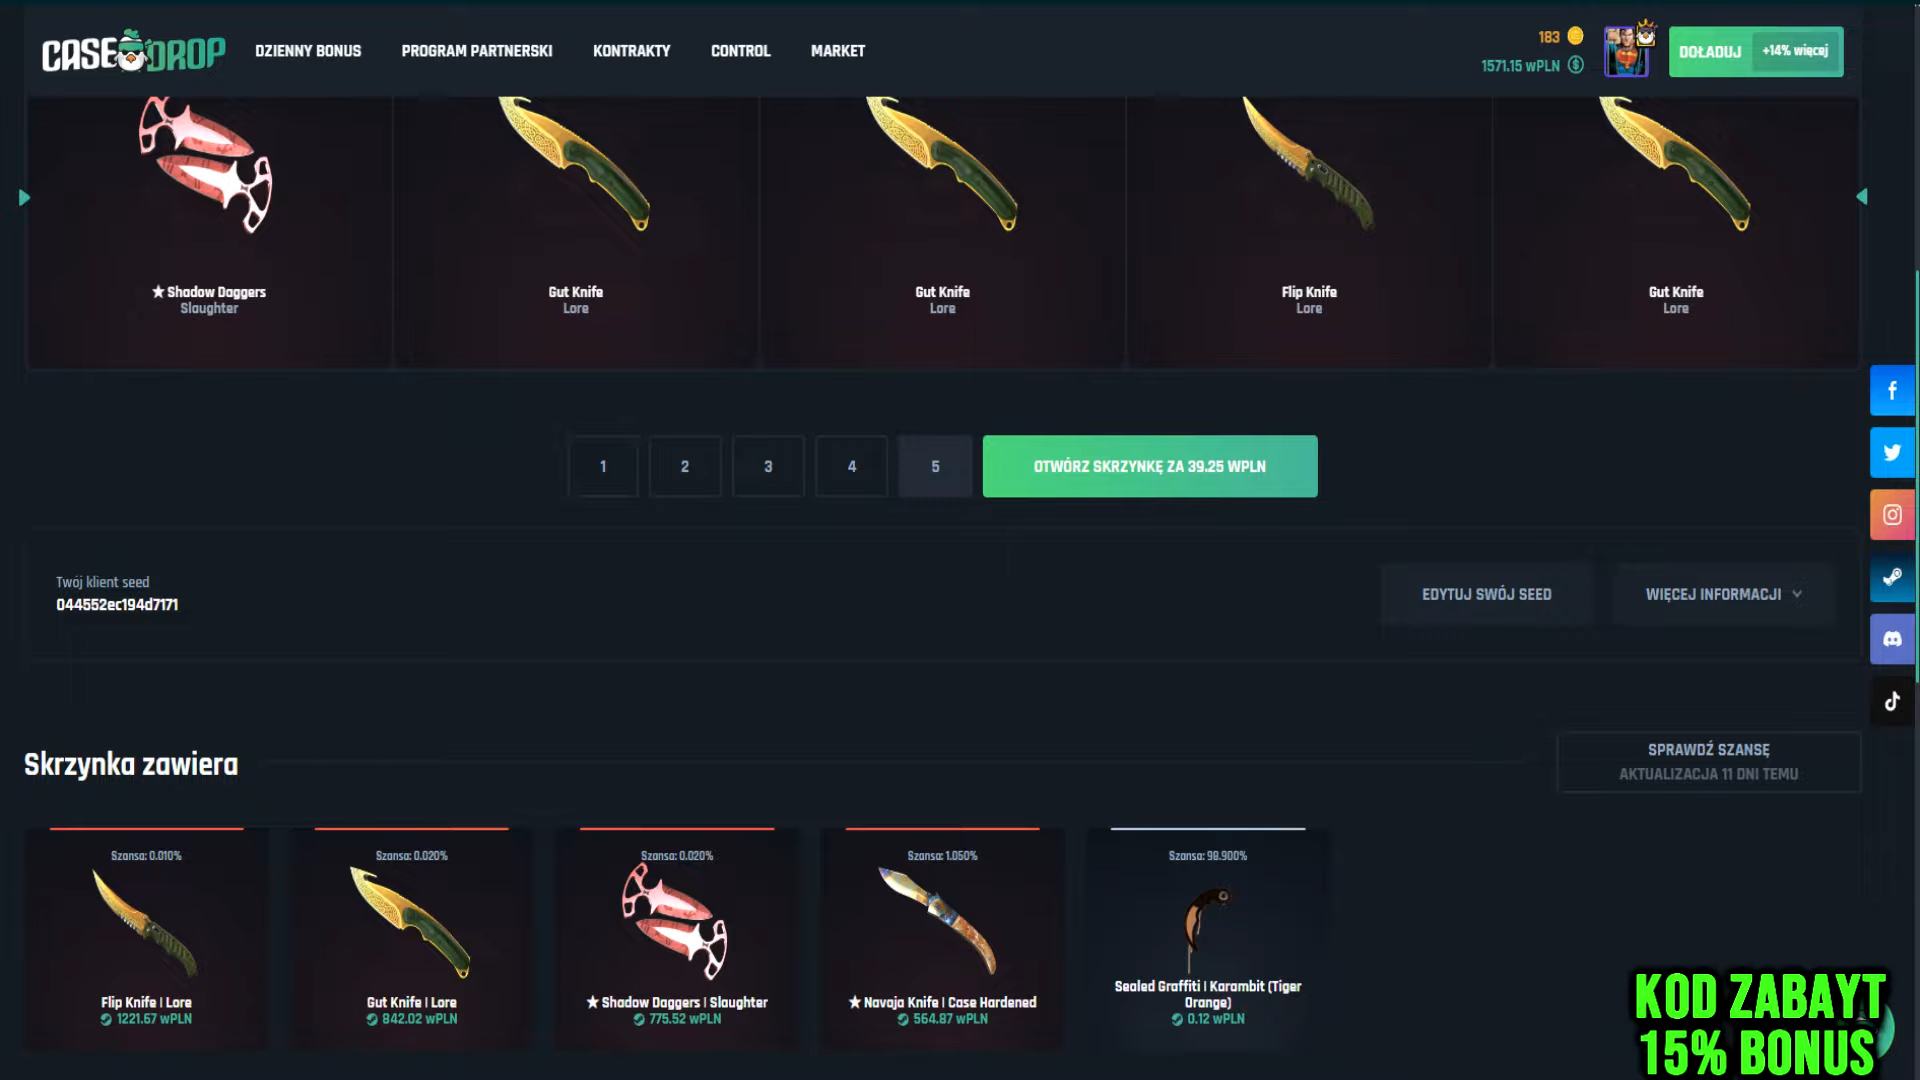 CASEDROP
DZIENNY BONUS
PROGRAM PARTNERSKI
KONTRAKTY
CONTROL
MARKET
183
1571.15 wPLN
DOŁADUJ
+14% więcej
★ Shadow Daggers
Slaughter
Gut Knife
Lore
Gut Knife
Lore
Flip Knife
Lore
Gut Knife
Lore
1
2
3
4
5
OTWÓRZ SKRZYNKĘ ZA 39.25 WPLN
Twój klient seed
044552ec194d7171
EDYTUJ SWÓJ SEED
WIĘCEJ INFORMACJI
Skrzynka zawiera
SPRAWDŹ SZANSĘ
AKTUALIZACJA 11 DNI TEMU
Szansa: 0.010%
Flip Knife | Lore
1221.67 wPLN
Szansa: 0.020%
Gut Knife | Lore
842.02 wPLN
Szansa: 0.020%
★ Shadow Daggers | Slaughter
775.52 wPLN
Szansa: 1.050%
★ Navaja Knife | Case Hardened
564.87 wPLN
Szansa: 98.900%
Sealed Graffiti | Karambit (Tiger
Orange)
0.12 wPLN
KOD ZABAYT
15% BONUS